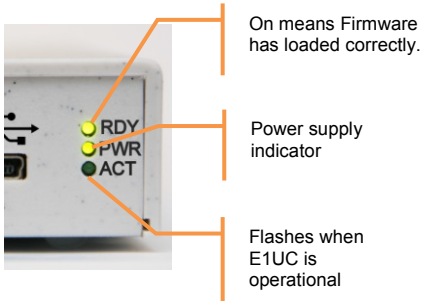 On means Firmware
has loaded correctly.
RDY
PWR
ACT
Power supply
indicator
Flashes when
E1UC is
operational